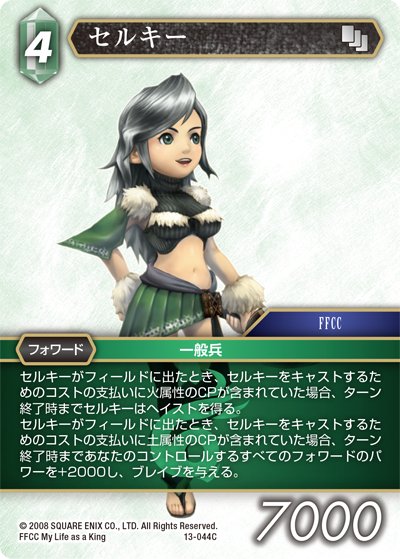 4
セルキー
FFCC
フォワード
一般兵
セルキーがフィールドに出たとき、セルキーをキャストするた
めのコストの支払いに火属性のCPが含まれていた場合、ターン
終了時までセルキーはヘイストを得る。
セルキーがフィールドに出たとき、セルキーをキャストするた
めのコストの支払いに土属性のCPが含まれていた場合、ターン
終了時まであなたのコントロールするすべてのフォワードのパ
ワーを+2000し、ブレイブを与える。
© 2008 SQUARE ENIX CO., LTD. All Rights Reserved.
FFCC My Life as a King
13-044C
7000